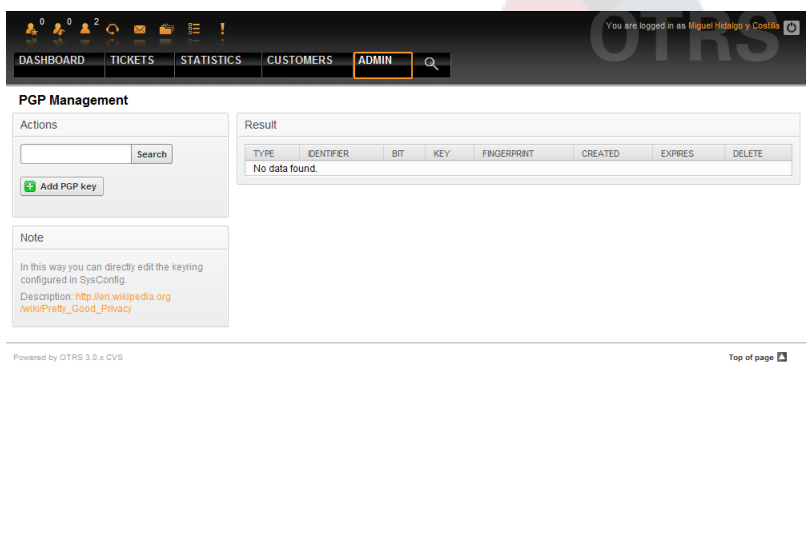 0 0 2
You are logged in as Miguel Hidalgo y Costilla
OTRS
DASHBOARD TICKETS STATISTICS CUSTOMERS ADMIN
PGP Management
Actions
Search
Add PGP key
Note
In this way you can directly edit the keyring
configured in SysConfig.
Description: http://en.wikipedia.org
/wiki/Pretty_Good_Privacy
Result
TYPE IDENTIFIER BIT KEY FINGERPRINT CREATED EXPIRES DELETE
No data found.
Powered by OTRS 3.0.x CVS
Top of page